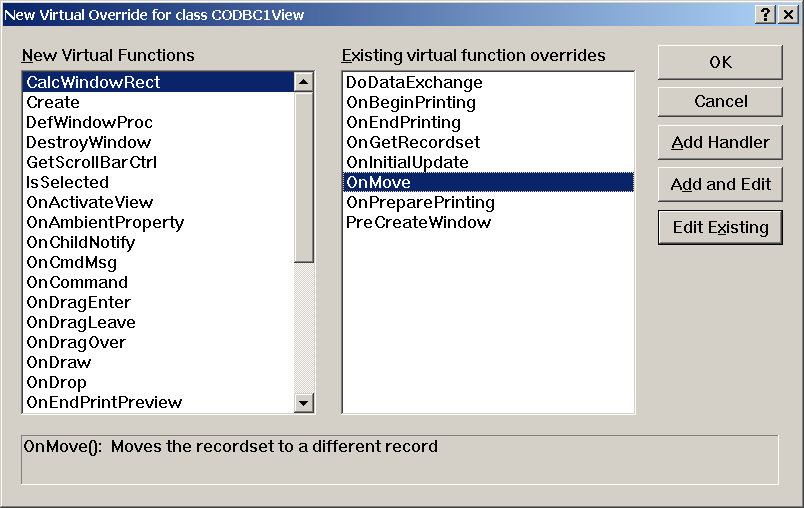 New Virtual Override for class CODBC1View
New Virtual Functions
CalcWindowRect
Create
DefWindowProc
DestroyWindow
GetScrollBarCtrl
IsSelected
OnActivateView
OnAmbientProperty
OnChildNotify
OnCmdMsg
OnCommand
OnDragEnter
OnDragLeave
OnDragOver
OnDraw
OnDrop
OnEndPrintPreview
Existing virtual function overrides
DoDataExchange
OnBeginPrinting
OnEndPrinting
OnGetRecordset
OnInitialUpdate
OnMove
OnPreparePrinting
PreCreateWindow
OK
Cancel
Add Handler
Add and Edit
Edit Existing
OnMove(): Moves the recordset to a different record